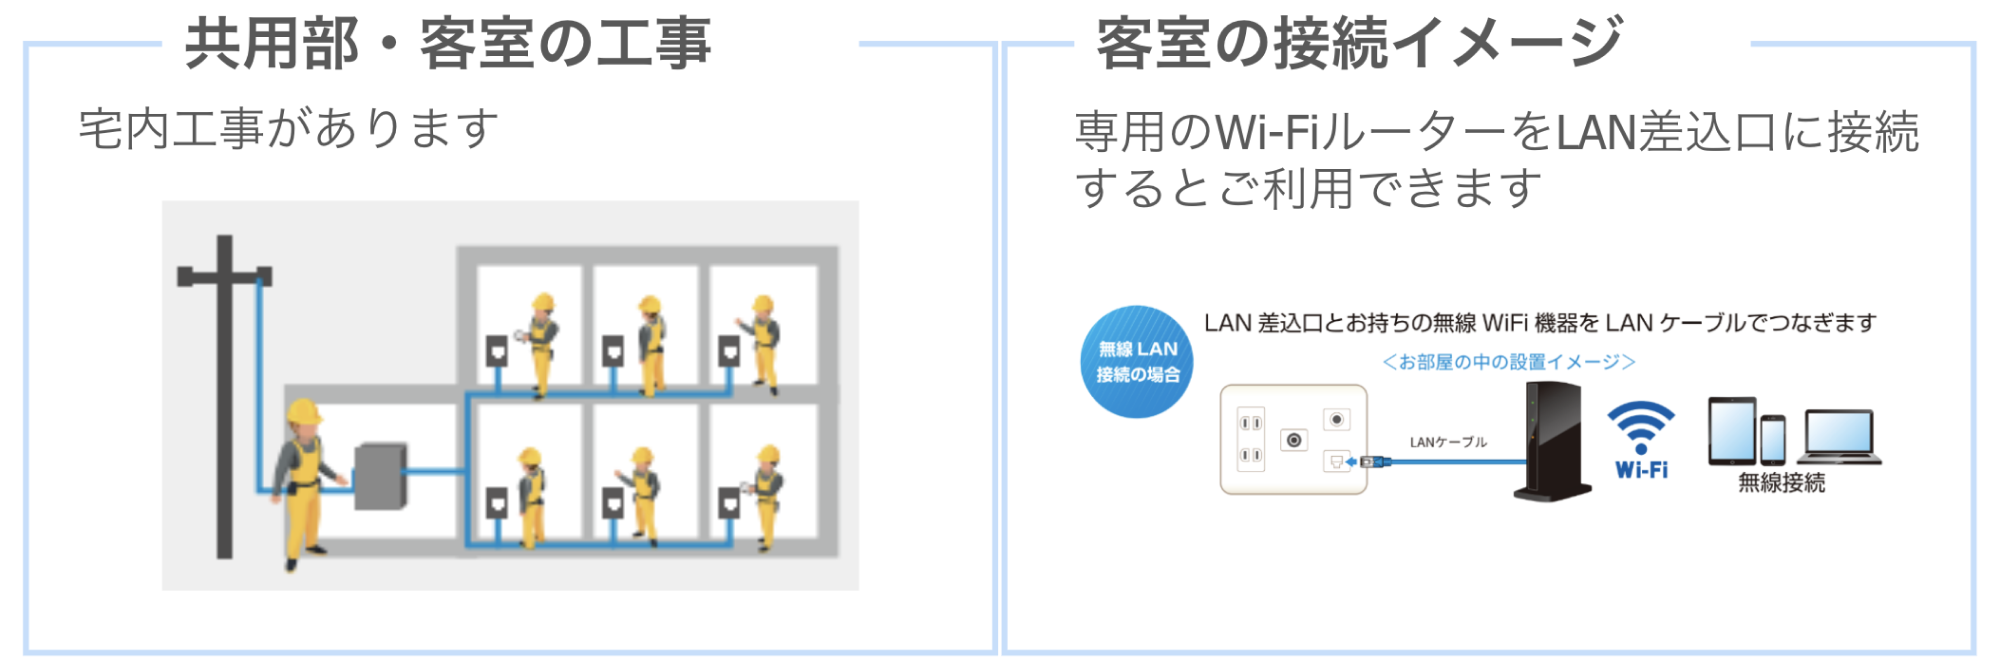 共用部・客室の工事
宅内工事があります
客室の接続イメージ
専用のWi-FiルーターをLAN差込口に接続
するとご利用できます
無線 LAN
接続の場合
LAN 差込口とお持ちの無線 WiFi 機器を LAN ケーブルでつなぎます
＜お部屋の中の設置イメージ＞
LANケーブル
Wi-Fi
無線接続